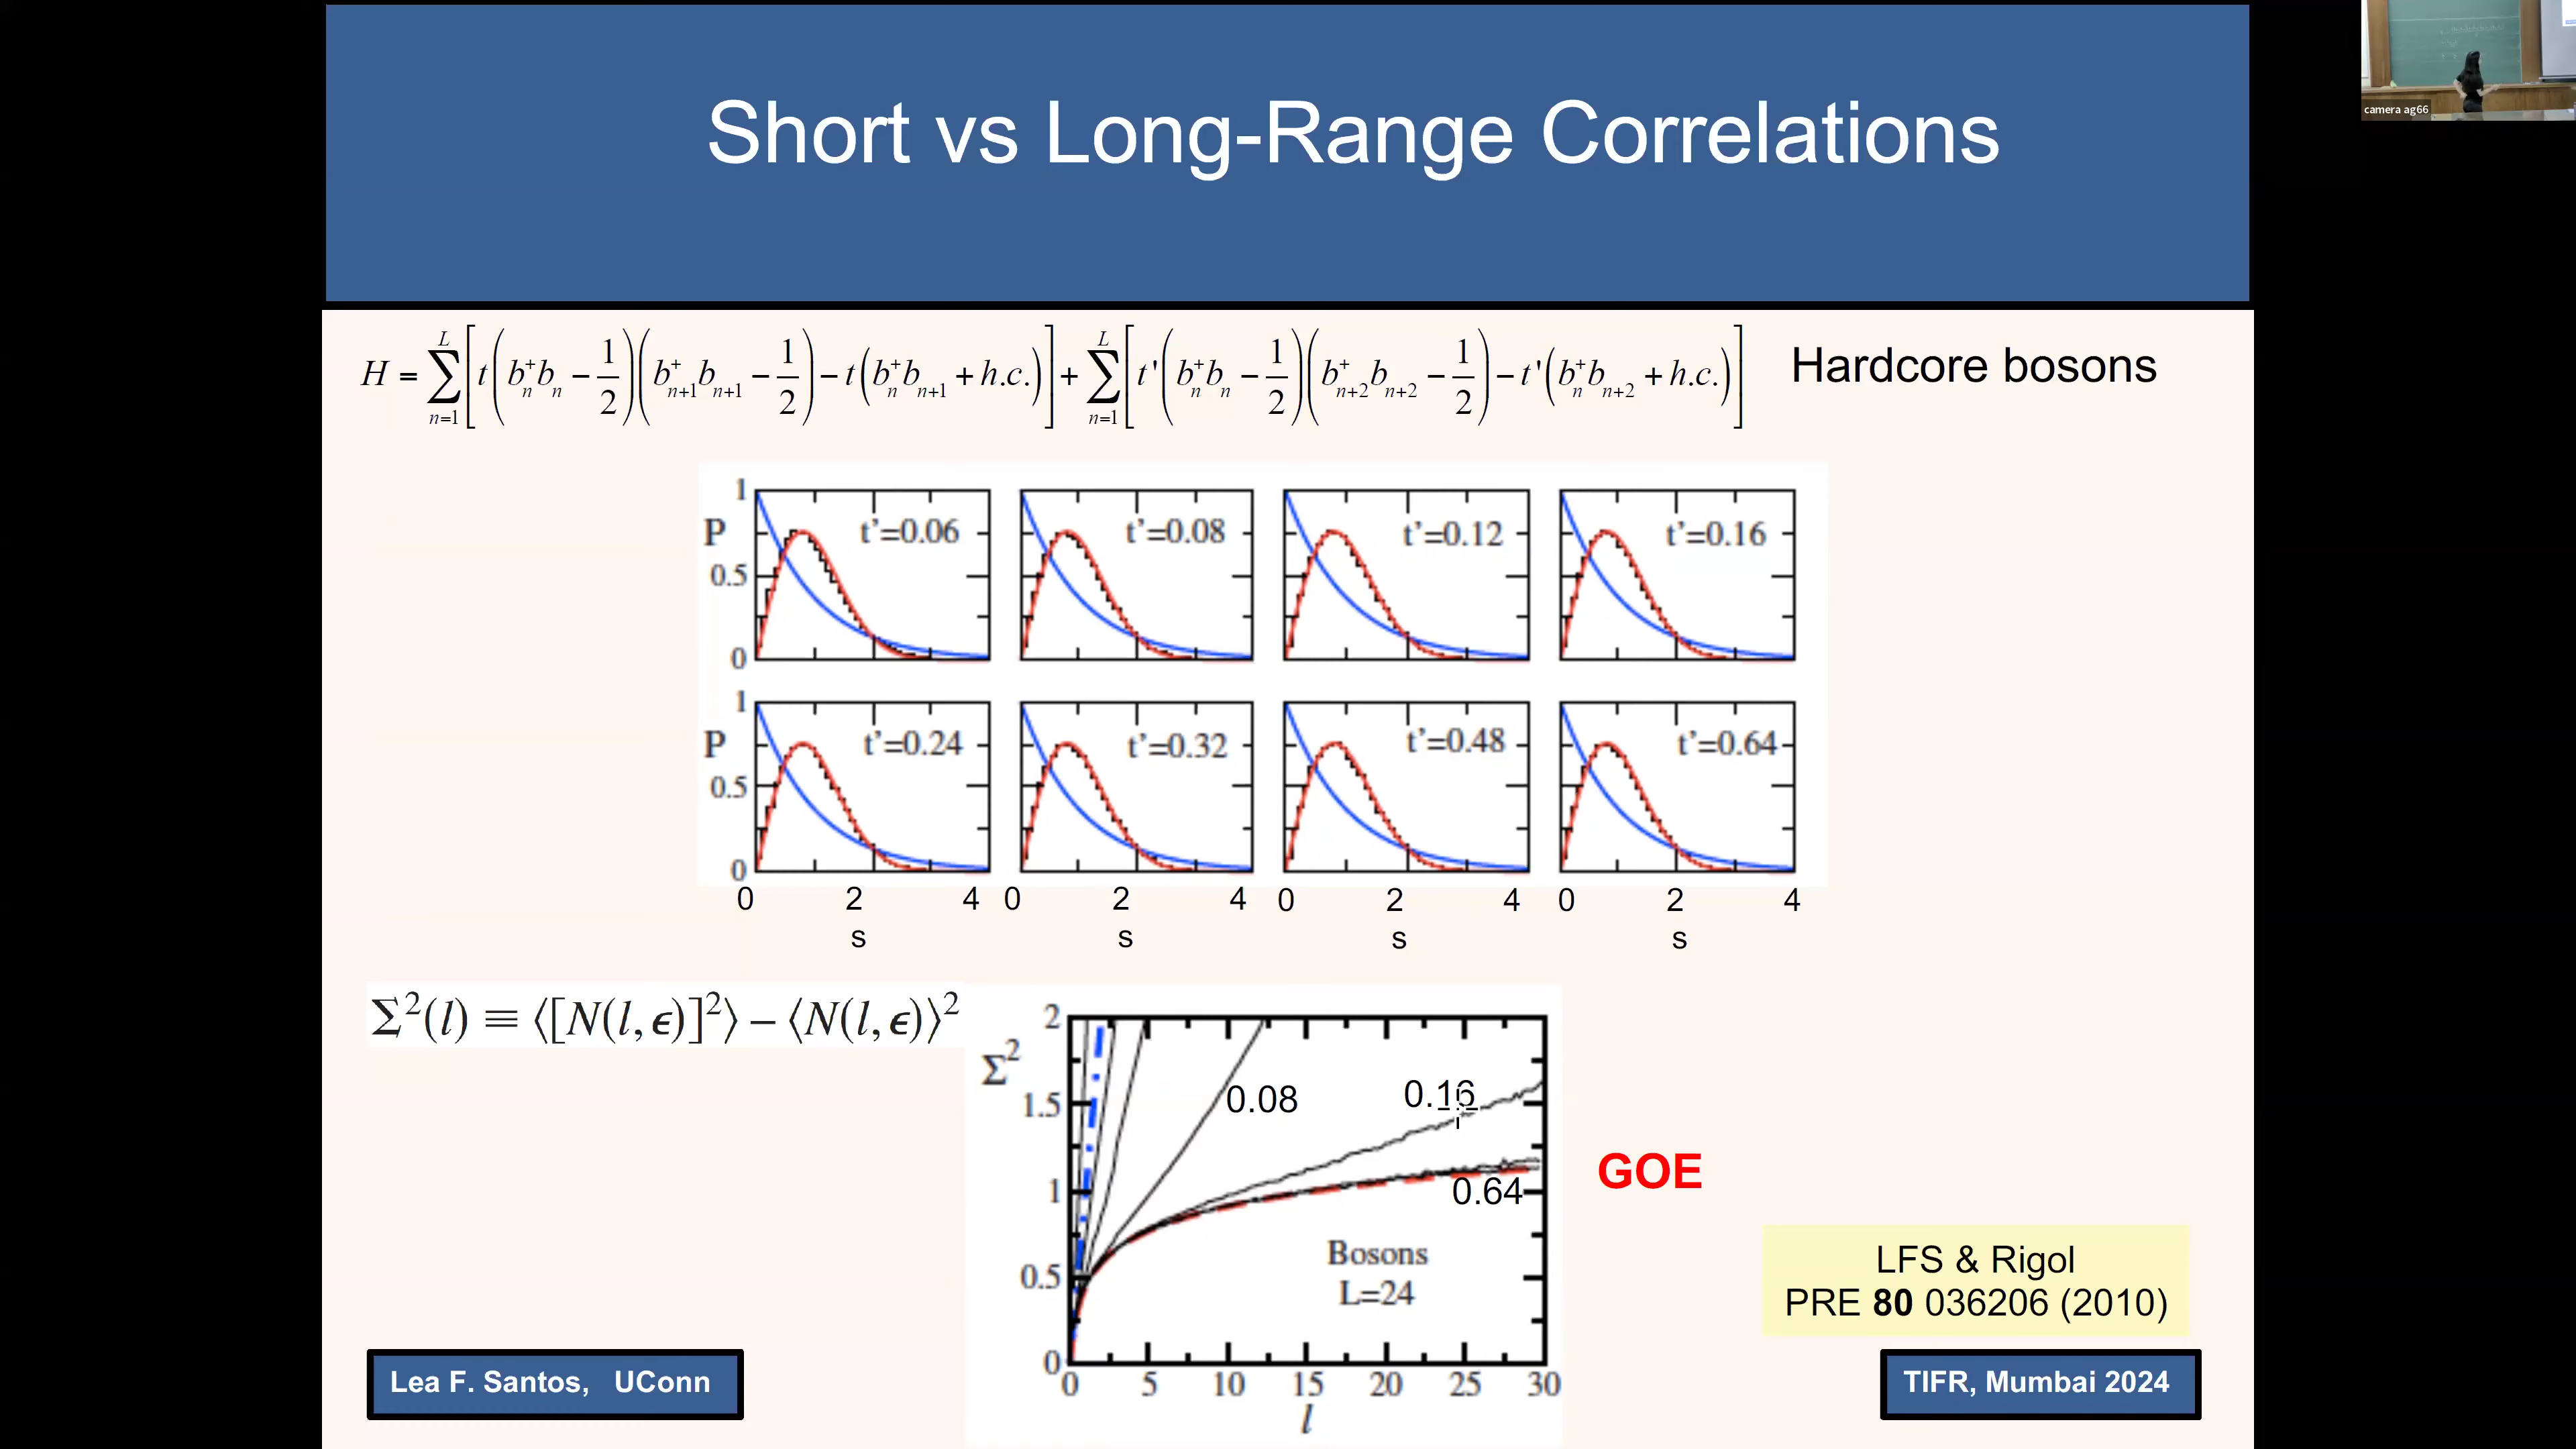 camera ag66
Short vs Long-Range Correlations
H = \sum_{n=1}^{L} [ t ( b_n^+ b_n - 1/2 ) ( b_{n+1}^+ b_{n+1} - 1/2 ) - t ( b_n^+ b_{n+1} + h.c. ) ] + \sum_{n=1}^{L} [ t' ( b_n^+ b_n - 1/2 ) ( b_{n+2}^+ b_{n+2} - 1/2 ) - t' ( b_n^+ b_{n+2} + h.c. ) ] Hardcore bosons
1
P t'=0.06 t'=0.08 t'=0.12 t'=0.16
0.5
0
1
P t'=0.24 t'=0.32 t'=0.48 t'=0.64
0.5
0
0 2 4 0 2 4 0 2 4 0 2 4
s s s s
Σ²(l) ≡ ⟨[N(l,ϵ)]²⟩ – ⟨N(l,ϵ)⟩²
2
Σ²
1.5 0.08 0.16
GOE
1 0.64
Bosons
0.5 L=24
0
0 5 10 15 20 25 30
l
LFS & Rigol
PRE 80 036206 (2010)
Lea F. Santos, UConn
TIFR, Mumbai 2024